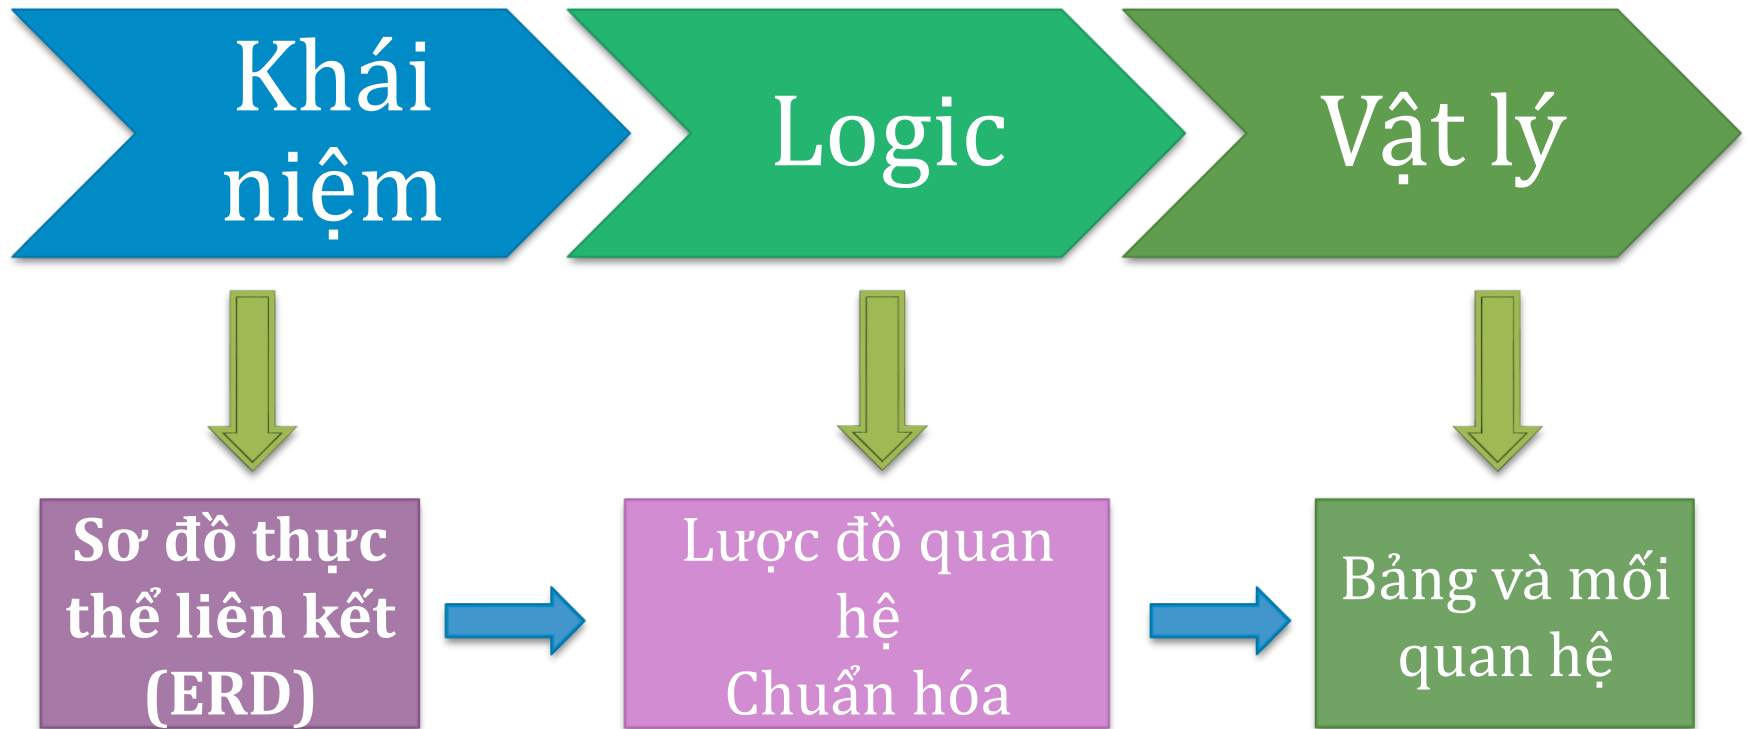 Khái
niệm
Logic
Vật lý
Sơ đồ thực
thể liên kết
(ERD)
Lược đồ quan
hệ
Chuẩn hóa
Bảng và mối
quan hệ